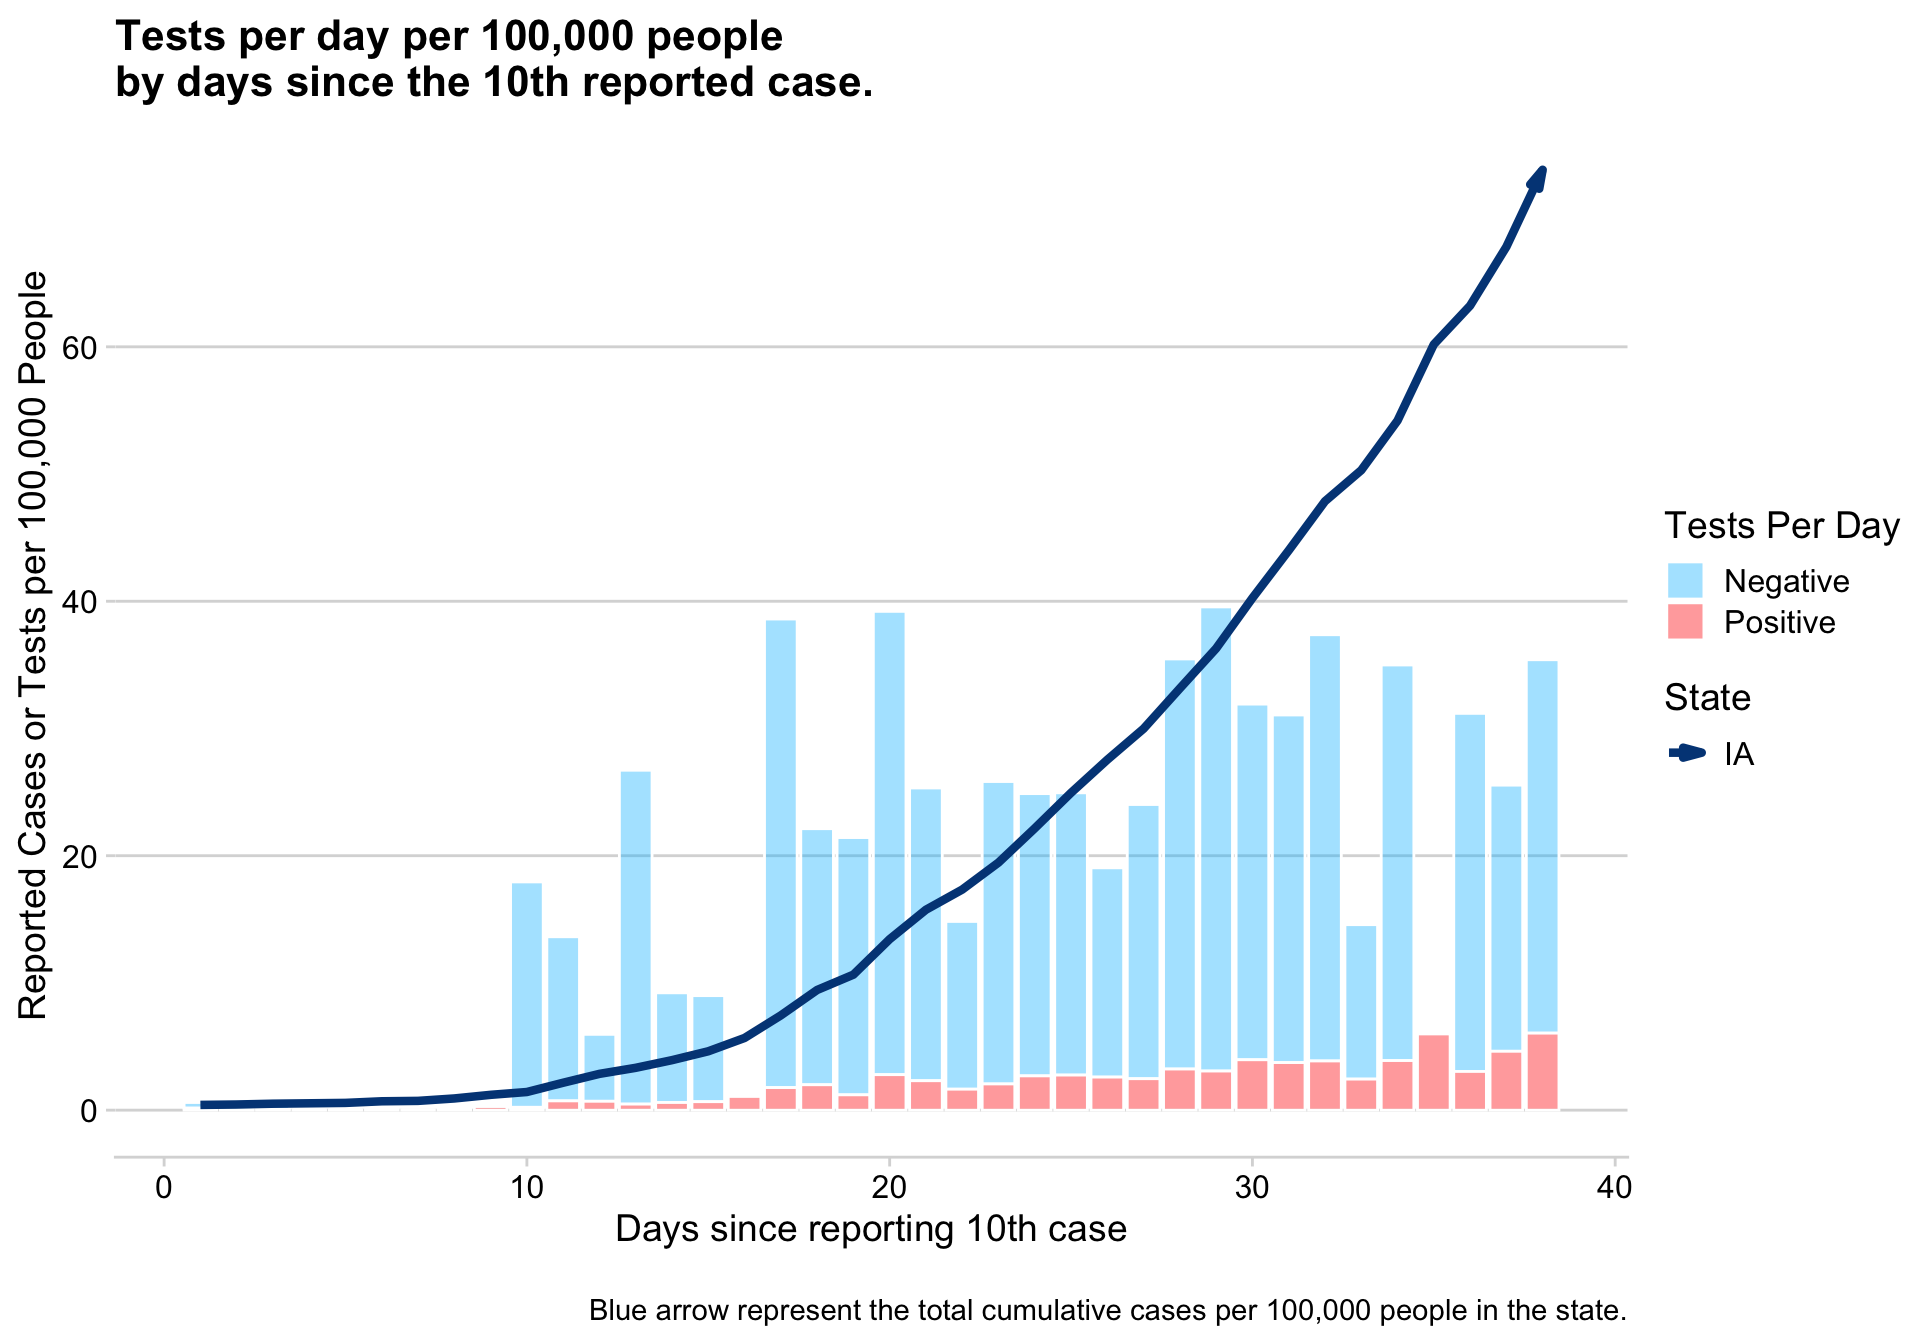 Tests per day per 100,000 people
by days since the 10th reported case.
Reported Cases or Tests per 100,000 People
60
40
20
0
0 10 20 30 40
Days since reporting 10th case
Tests Per Day
Negative
Positive
State
IA
Blue arrow represent the total cumulative cases per 100,000 people in the state.